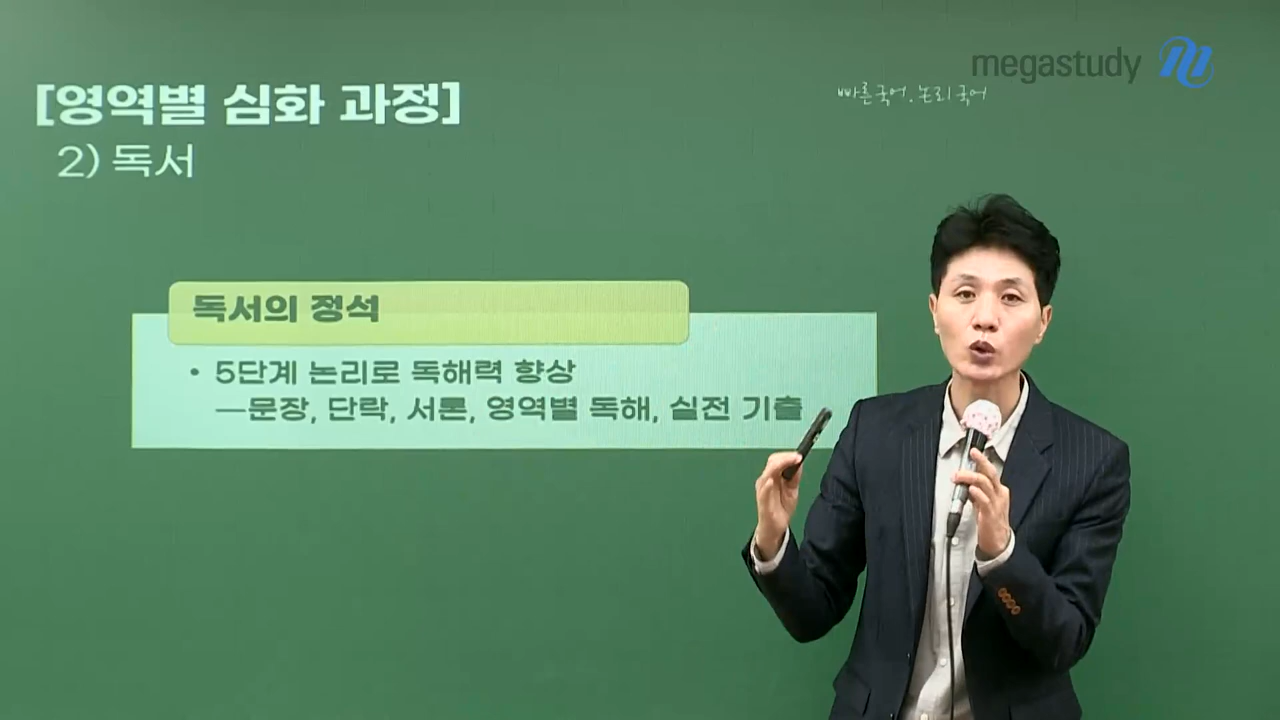 megastudy
[영역별 심화 과정]
빠른국어.논리국어
2) 독서
독서의 정석
• 5단계 논리로 독해력 향상
—문장, 단락, 서론, 영역별 독해, 실전 기출